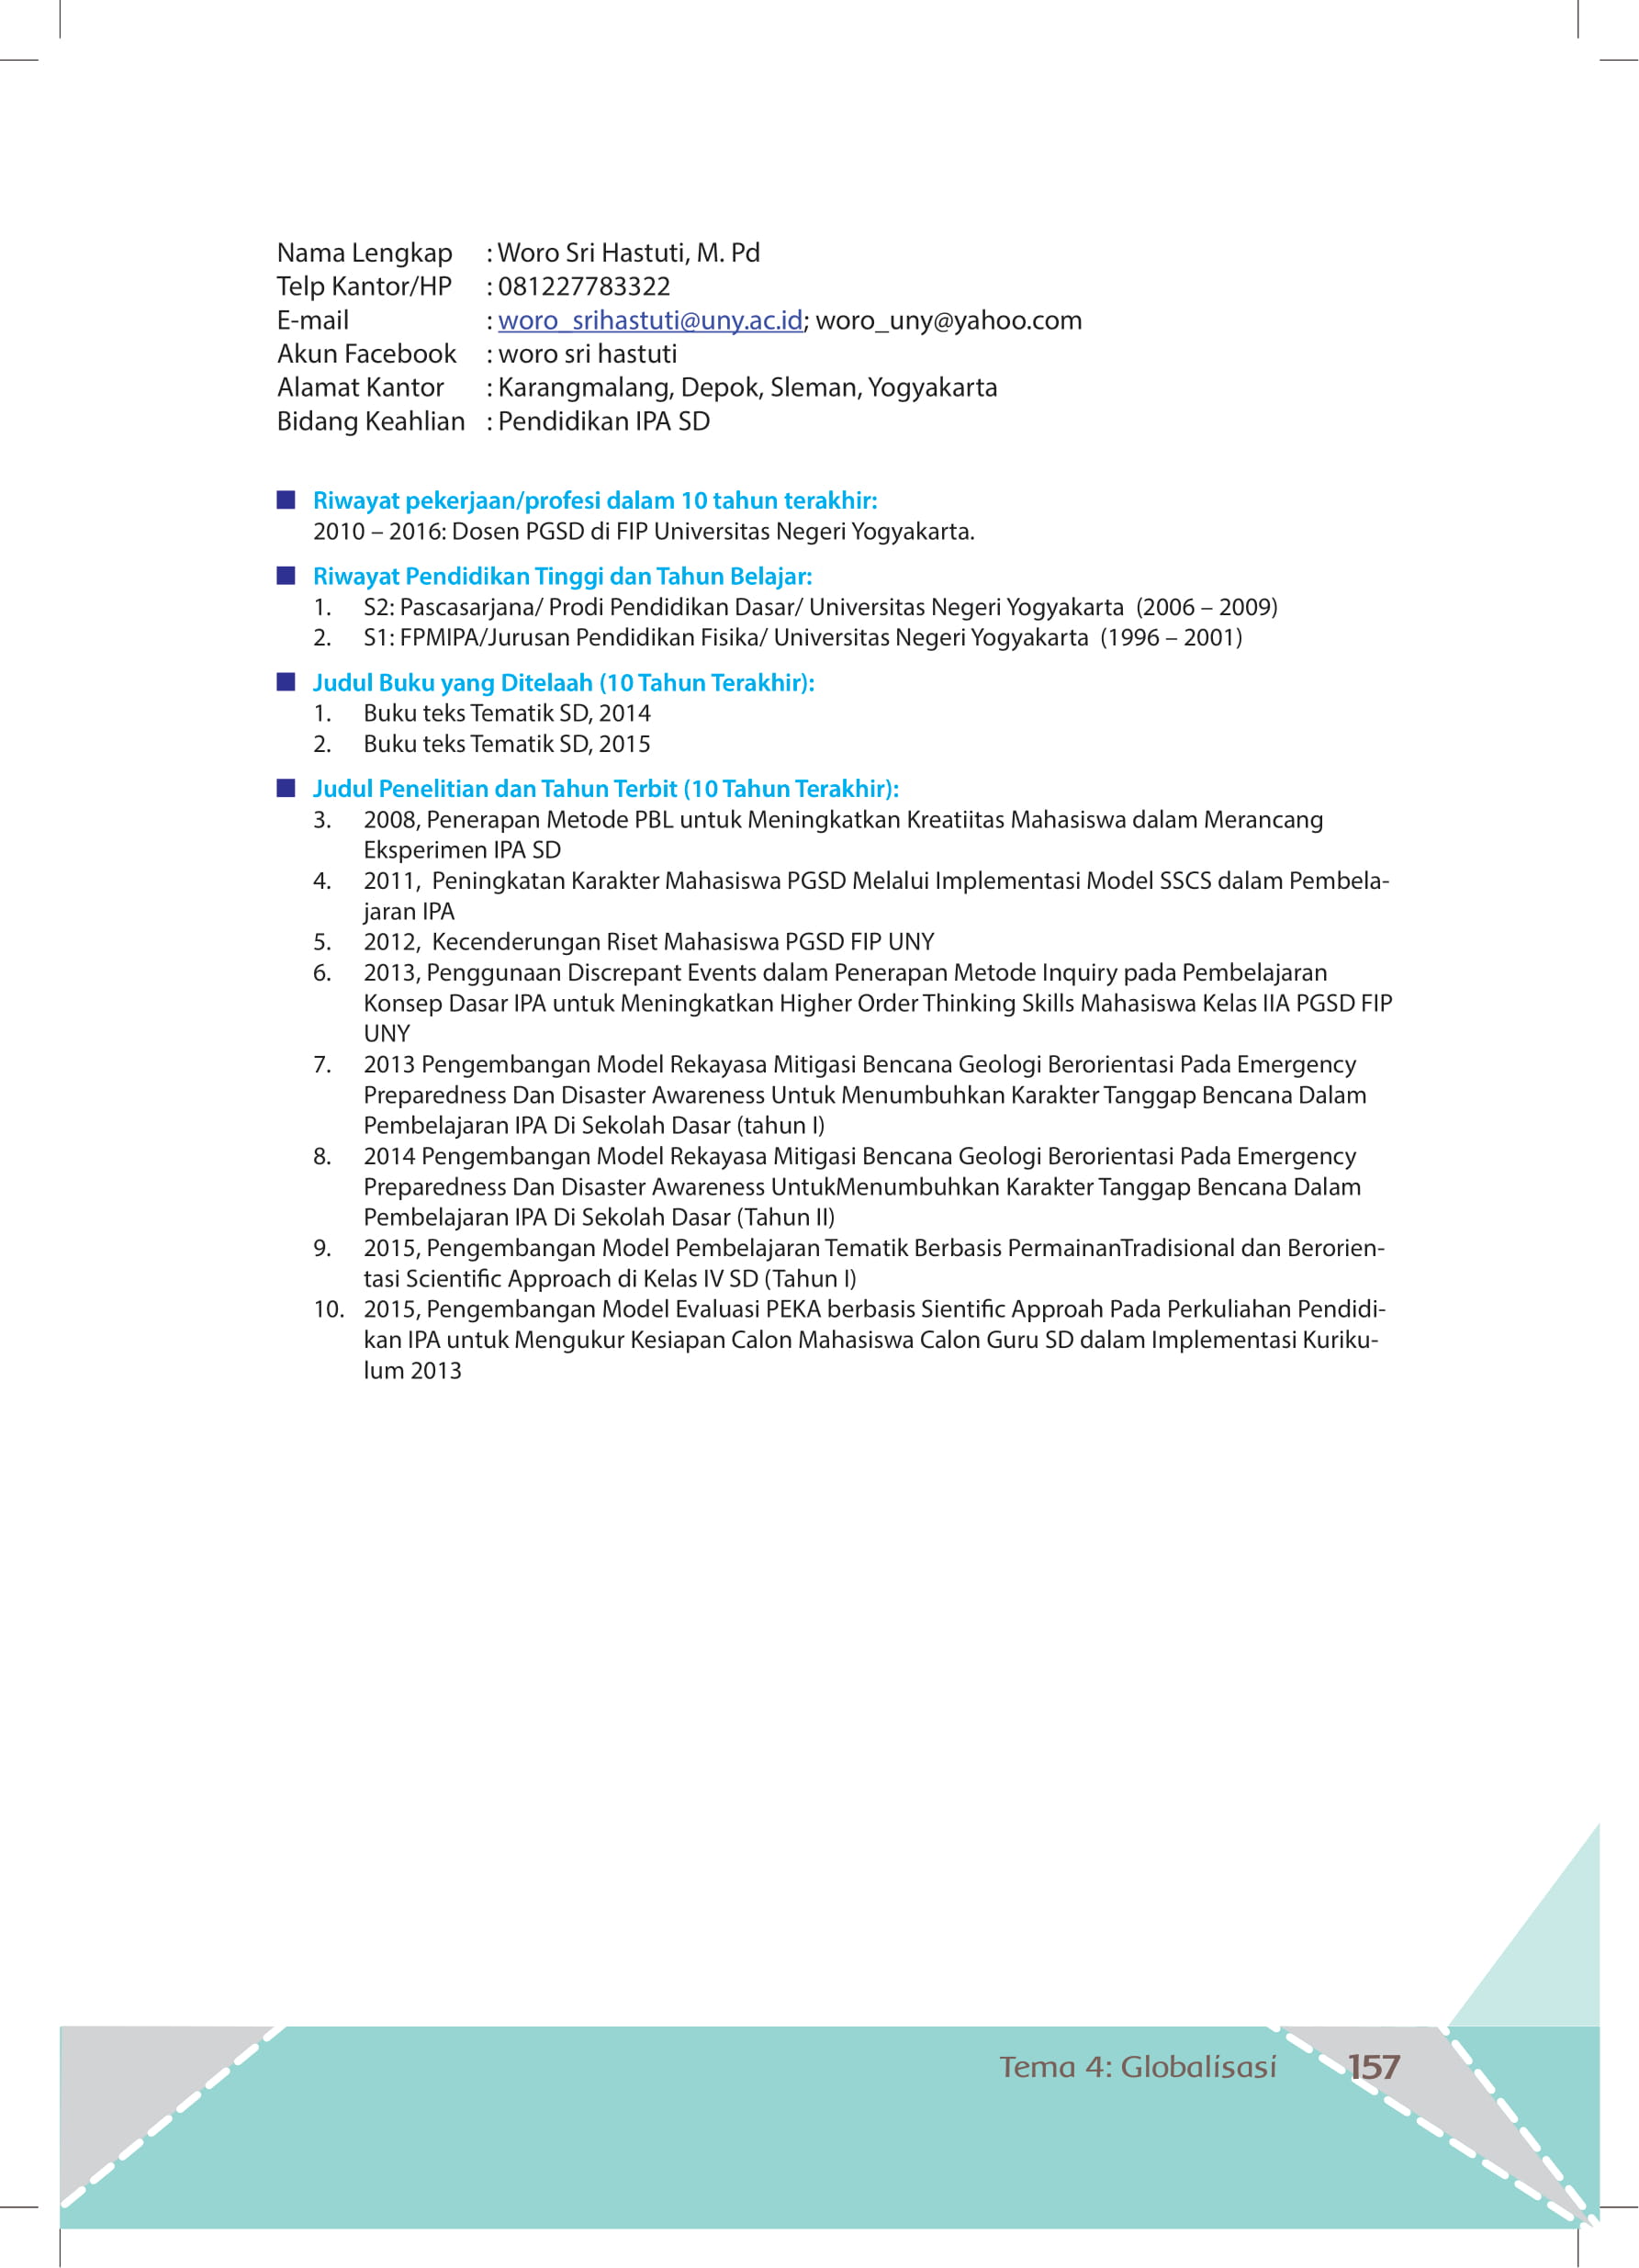 Nama Lengkap : Woro Sri Hastuti, M. Pd
Telp Kantor/HP : 081227783322
E-mail : woro_srihastuti@uny.ac.id; woro_uny@yahoo.com
Akun Facebook : woro sri hastuti
Alamat Kantor : Karangmalang, Depok, Sleman, Yogyakarta
Bidang Keahlian : Pendidikan IPA SD
Riwayat pekerjaan/profesi dalam 10 tahun terakhir:
2010 – 2016: Dosen PGSD di FIP Universitas Negeri Yogyakarta.
Riwayat Pendidikan Tinggi dan Tahun Belajar:
1. S2: Pascasarjana/ Prodi Pendidikan Dasar/ Universitas Negeri Yogyakarta (2006 – 2009)
2. S1: FPMIPA/Jurusan Pendidikan Fisika/ Universitas Negeri Yogyakarta (1996 – 2001)
Judul Buku yang Ditelaah (10 Tahun Terakhir):
1. Buku teks Tematik SD, 2014
2. Buku teks Tematik SD, 2015
Judul Penelitian dan Tahun Terbit (10 Tahun Terakhir):
3. 2008, Penerapan Metode PBL untuk Meningkatkan Kreatiitas Mahasiswa dalam Merancang
Eksperimen IPA SD
4. 2011, Peningkatan Karakter Mahasiswa PGSD Melalui Implementasi Model SSCS dalam Pembela-
jaran IPA
5. 2012, Kecenderungan Riset Mahasiswa PGSD FIP UNY
6. 2013, Penggunaan Discrepant Events dalam Penerapan Metode Inquiry pada Pembelajaran
Konsep Dasar IPA untuk Meningkatkan Higher Order Thinking Skills Mahasiswa Kelas IIA PGSD FIP
UNY
7. 2013 Pengembangan Model Rekayasa Mitigasi Bencana Geologi Berorientasi Pada Emergency
Preparedness Dan Disaster Awareness Untuk Menumbuhkan Karakter Tanggap Bencana Dalam
Pembelajaran IPA Di Sekolah Dasar (tahun I)
8. 2014 Pengembangan Model Rekayasa Mitigasi Bencana Geologi Berorientasi Pada Emergency
Preparedness Dan Disaster Awareness UntukMenumbuhkan Karakter Tanggap Bencana Dalam
Pembelajaran IPA Di Sekolah Dasar (Tahun II)
9. 2015, Pengembangan Model Pembelajaran Tematik Berbasis PermainanTradisional dan Berorien-
tasi Scientific Approach di Kelas IV SD (Tahun I)
10. 2015, Pengembangan Model Evaluasi PEKA berbasis Sientific Approah Pada Perkuliahan Pendidi-
kan IPA untuk Mengukur Kesiapan Calon Mahasiswa Calon Guru SD dalam Implementasi Kuriku-
lum 2013
Tema 4: Globalisasi 157